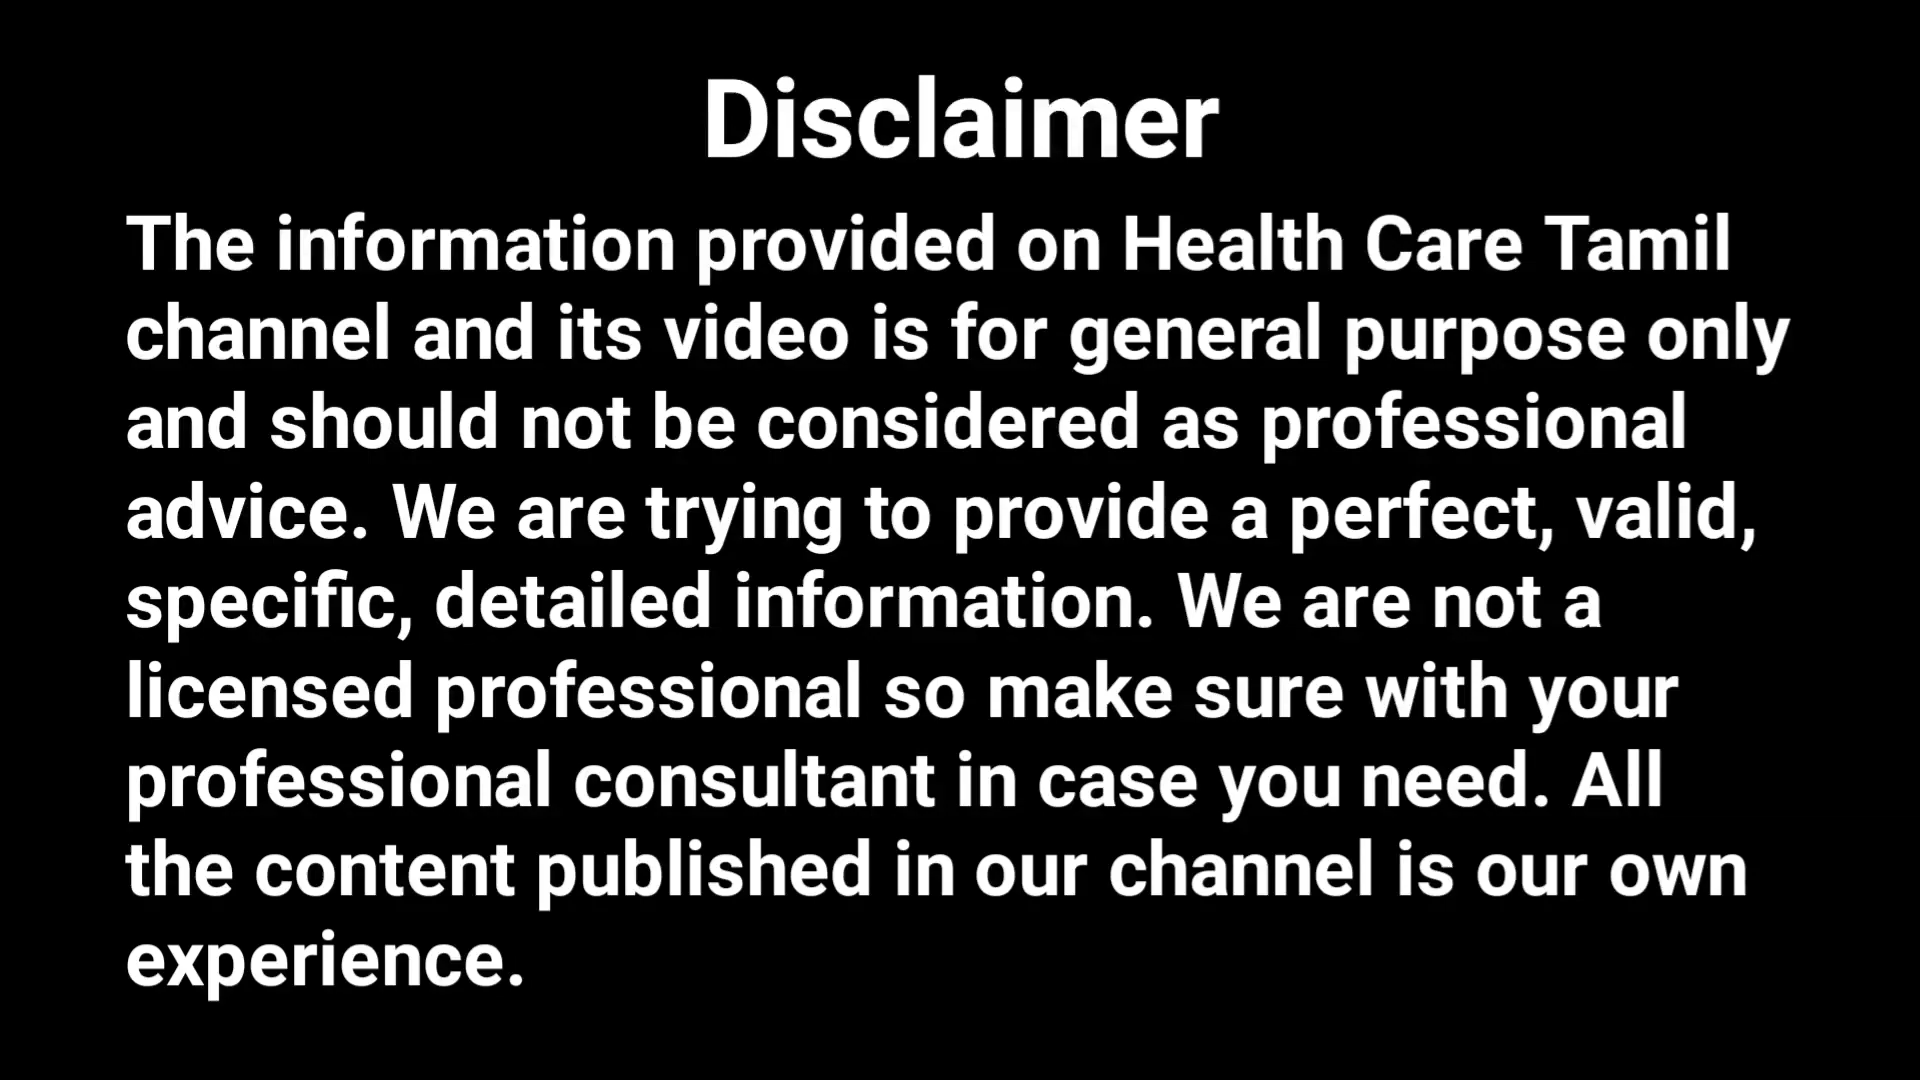 Disclaimer
The information provided on Health Care Tamil
channel and its video is for general purpose only
and should not be considered as professional
advice. We are trying to provide a perfect, valid,
specific, detailed information. We are not a
licensed professional so make sure with your
professional consultant in case you need. All
the content published in our channel is our own
experience.